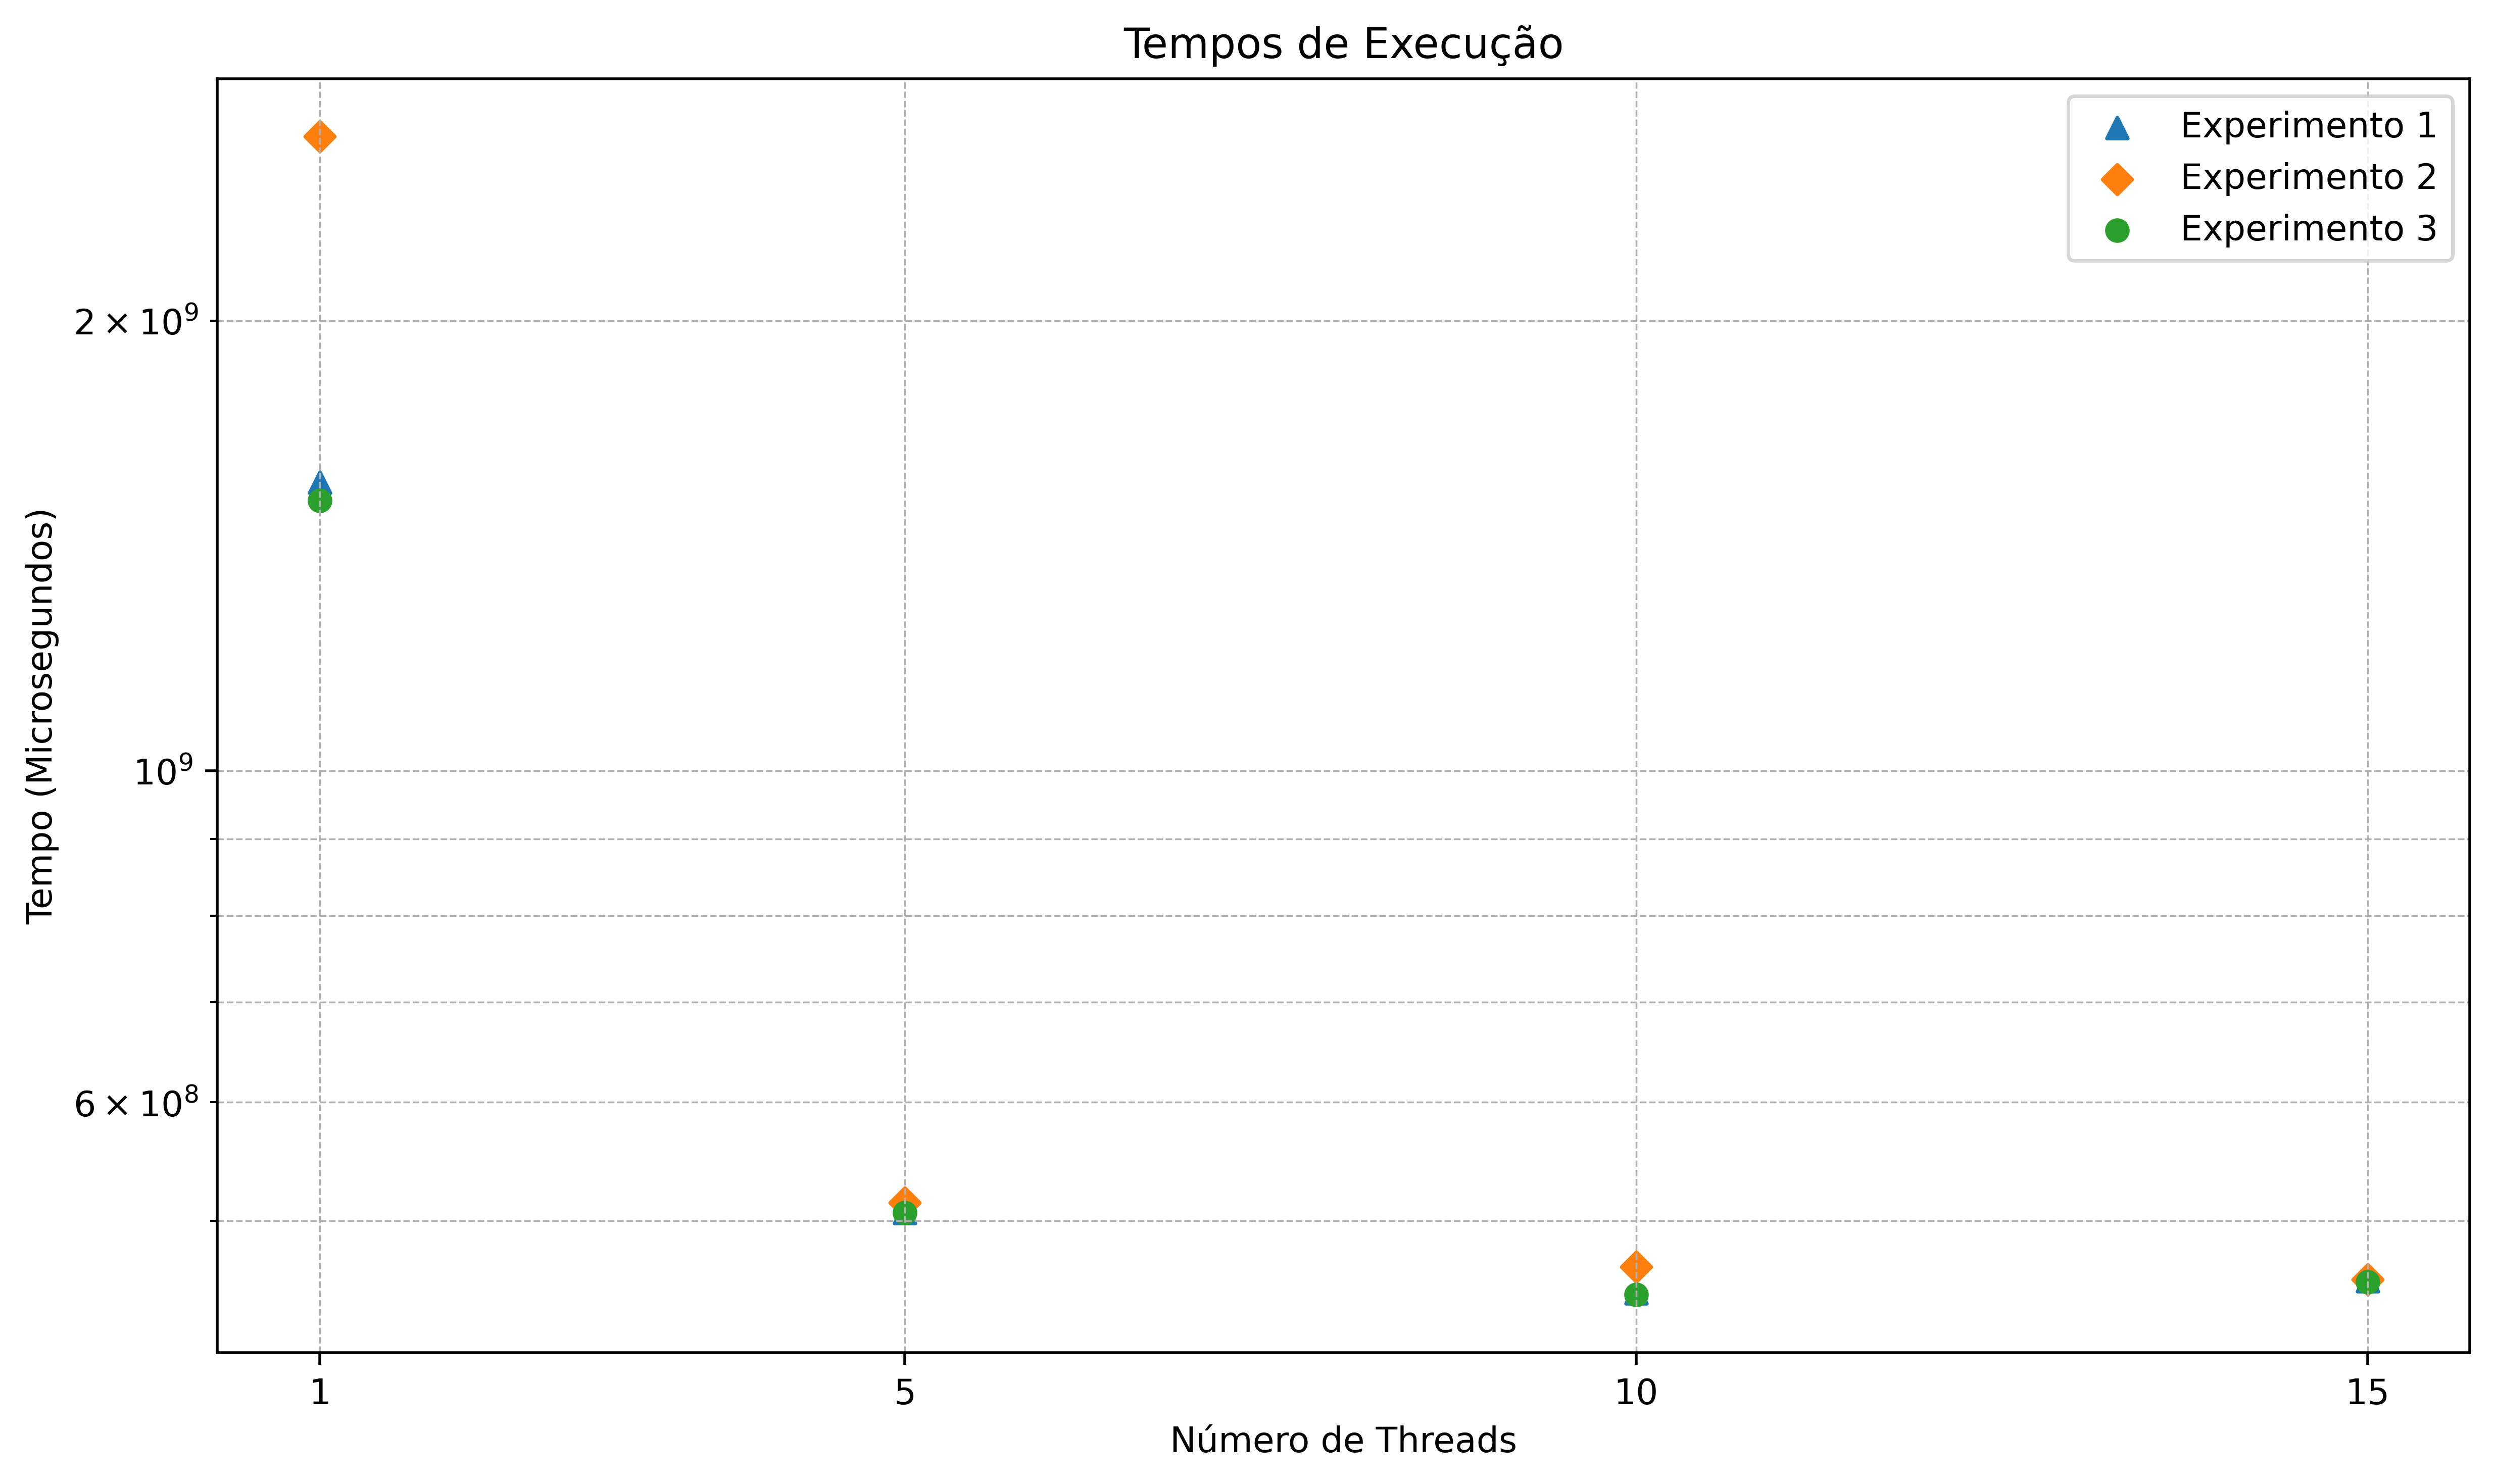 Tempos de Execução
Experimento 1
Experimento 2
Experimento 3
Tempo (Microsegundos)
2 × 10⁹
10⁹
6 × 10⁸
1 5 10 15
Número de Threads